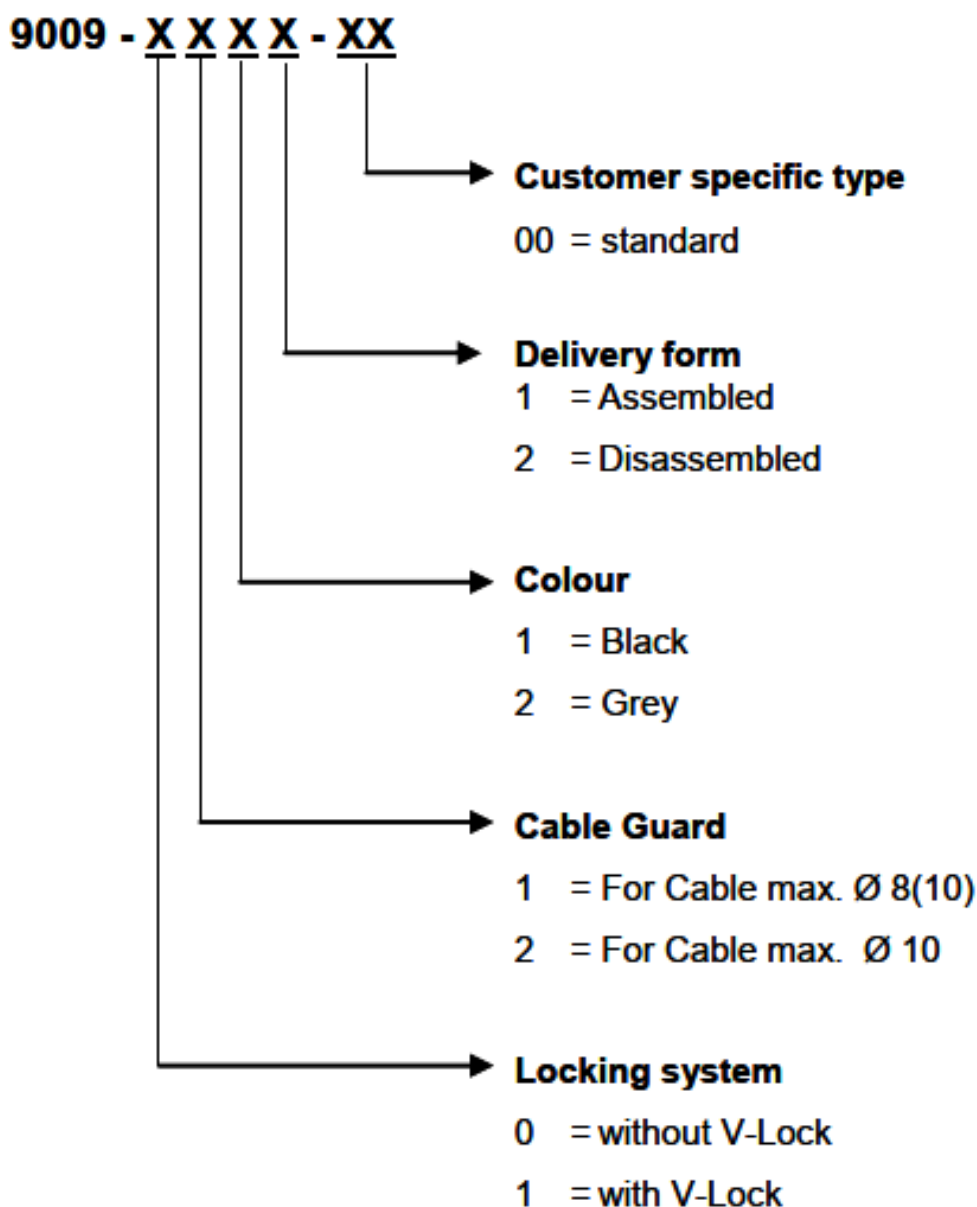 9009 - X X X X - XX
Customer specific type
00 = standard
Delivery form
1 = Assembled
2 = Disassembled
Colour
1 = Black
2 = Grey
Cable Guard
1 = For Cable max. Ø 8(10)
2 = For Cable max. Ø 10
Locking system
0 = without V-Lock
1 = with V-Lock